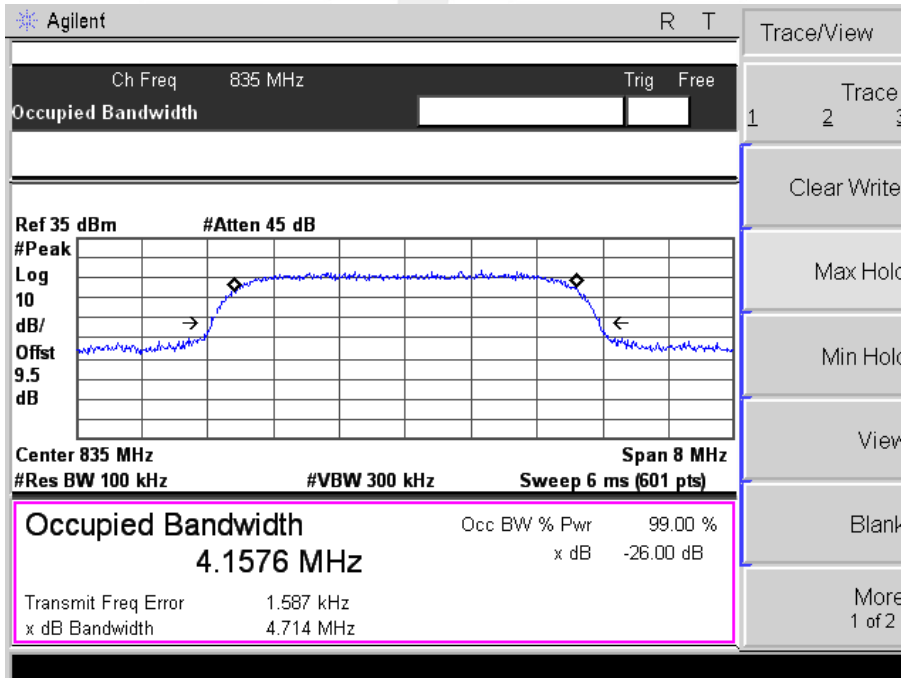 Agilent R T
Trace/View
Ch Freq 835 MHz Trig Free
Occupied Bandwidth
Trace
1 2 3
Clear Write
Max Hold
Min Hold
View
Blank
More
1 of 2
Ref 35 dBm #Atten 45 dB
#Peak
Log
10
dB/
Offst
9.5
dB
Center 835 MHz Span 8 MHz
#Res BW 100 kHz #VBW 300 kHz Sweep 6 ms (601 pts)
Occupied Bandwidth
4.1576 MHz
Occ BW % Pwr 99.00 %
x dB -26.00 dB
Transmit Freq Error 1.587 kHz
x dB Bandwidth 4.714 MHz